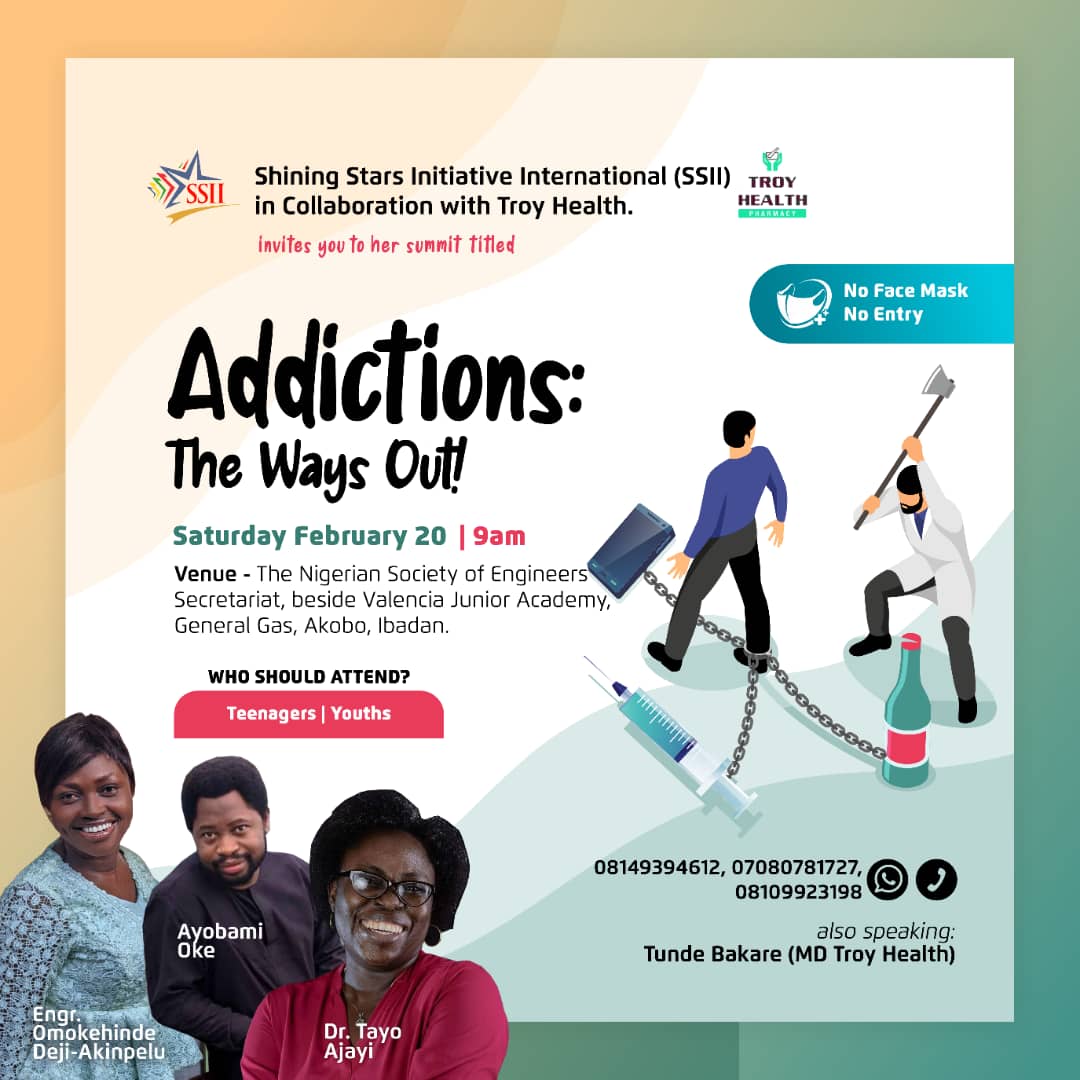 SSII
Shining Stars Initiative International (SSII)
in Collaboration with Troy Health.
TROY
HEALTH
PHARMACY
invites you to her summit titled
No Face Mask
No Entry
Addictions:
The Ways Out!
Saturday February 20 | 9am
Venue - The Nigerian Society of Engineers
Secretariat, beside Valencia Junior Academy,
General Gas, Akobo, Ibadan.
WHO SHOULD ATTEND?
Teenagers | Youths
08149394612, 07080781727,
08109923198
also speaking:
Tunde Bakare (MD Troy Health)
Ayobami
Oke
Engr.
Omokehinde
Deji-Akinpelu
Dr. Tayo
Ajayi